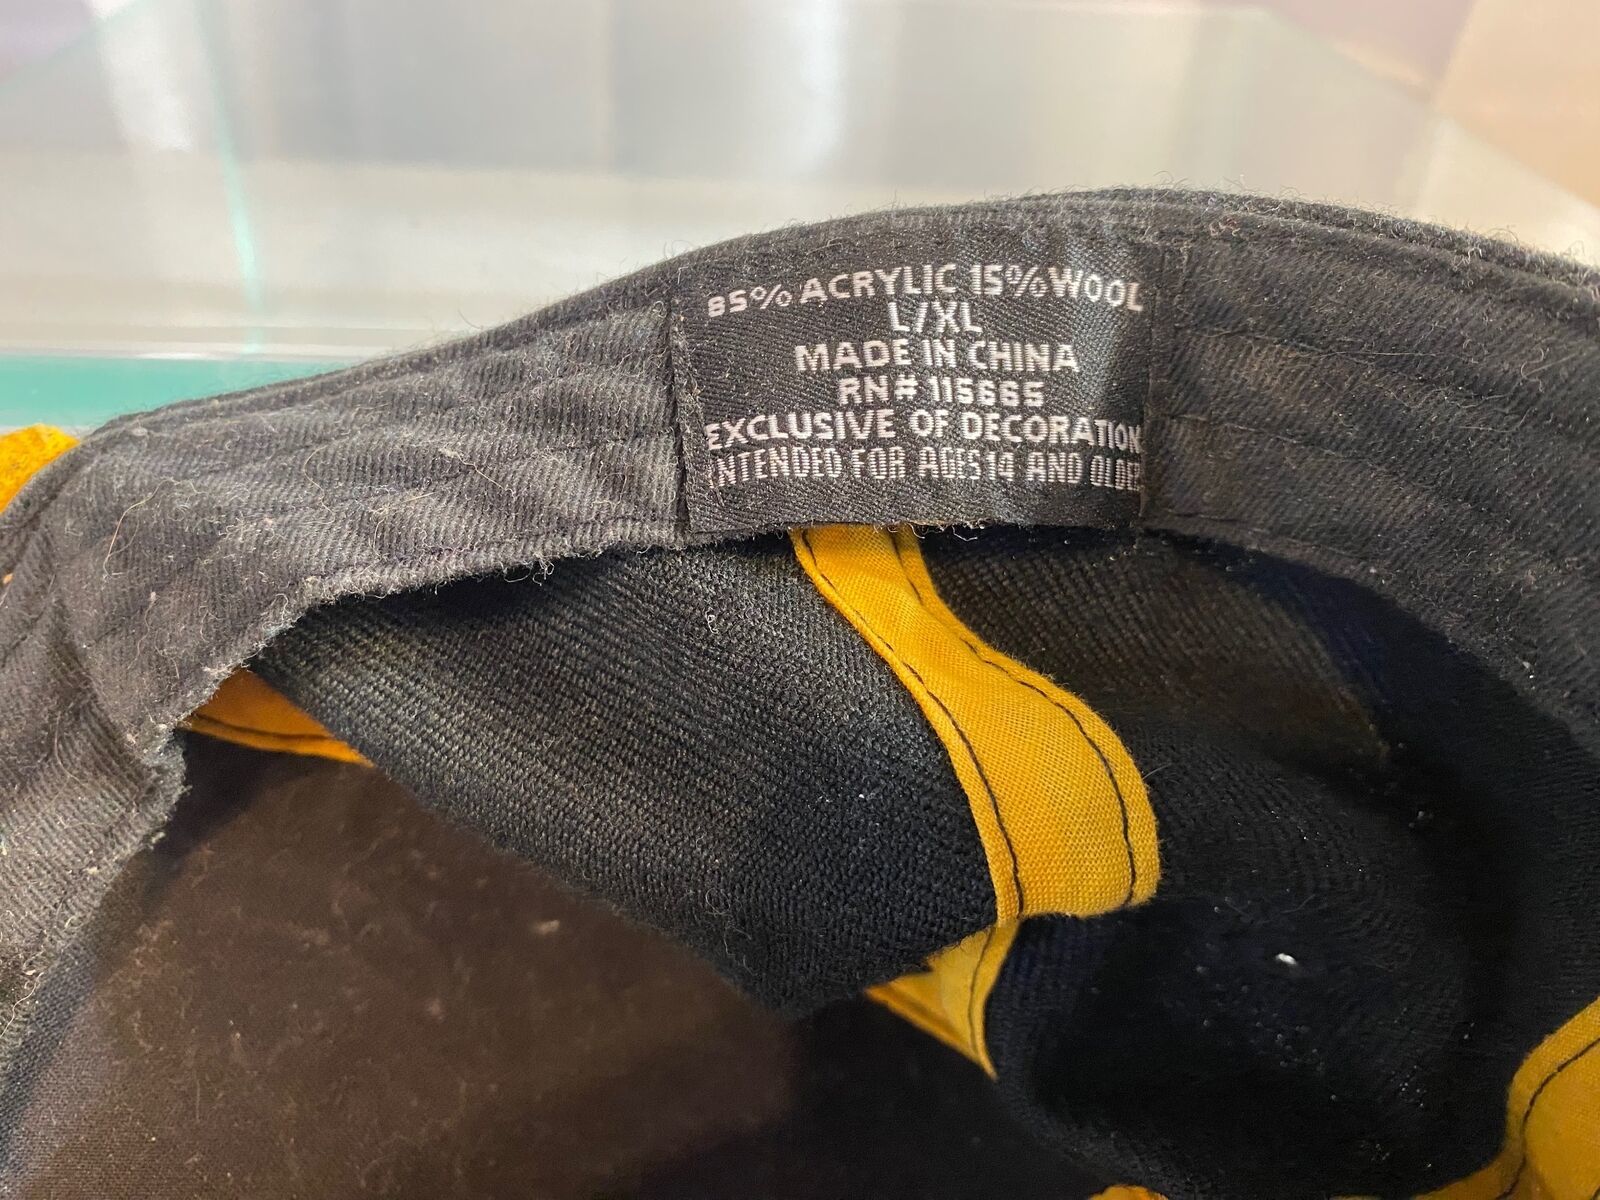 85% ACRYLIC 15% WOOL
L/XL
MADE IN CHINA
RN# 115665
EXCLUSIVE OF DECORATION
INTENDED FOR AGES 14 AND OLDER